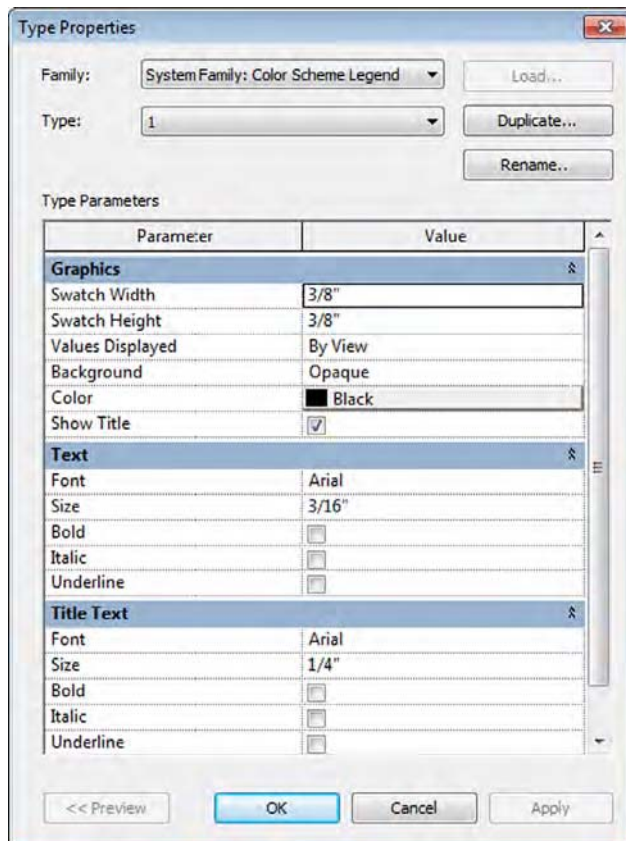 Type Properties
Family: System Family: Color Scheme Legend Load...
Type: 1 Duplicate...
Rename..
Type Parameters
Parameter Value
Graphics
Swatch Width 3/8"
Swatch Height 3/8"
Values Displayed By View
Background Opaque
Color Black
Show Title
Text
Font Arial
Size 3/16"
Bold
Italic
Underline
Title Text
Font Arial
Size 1/4"
Bold
Italic
Underline
<< Preview OK Cancel Apply